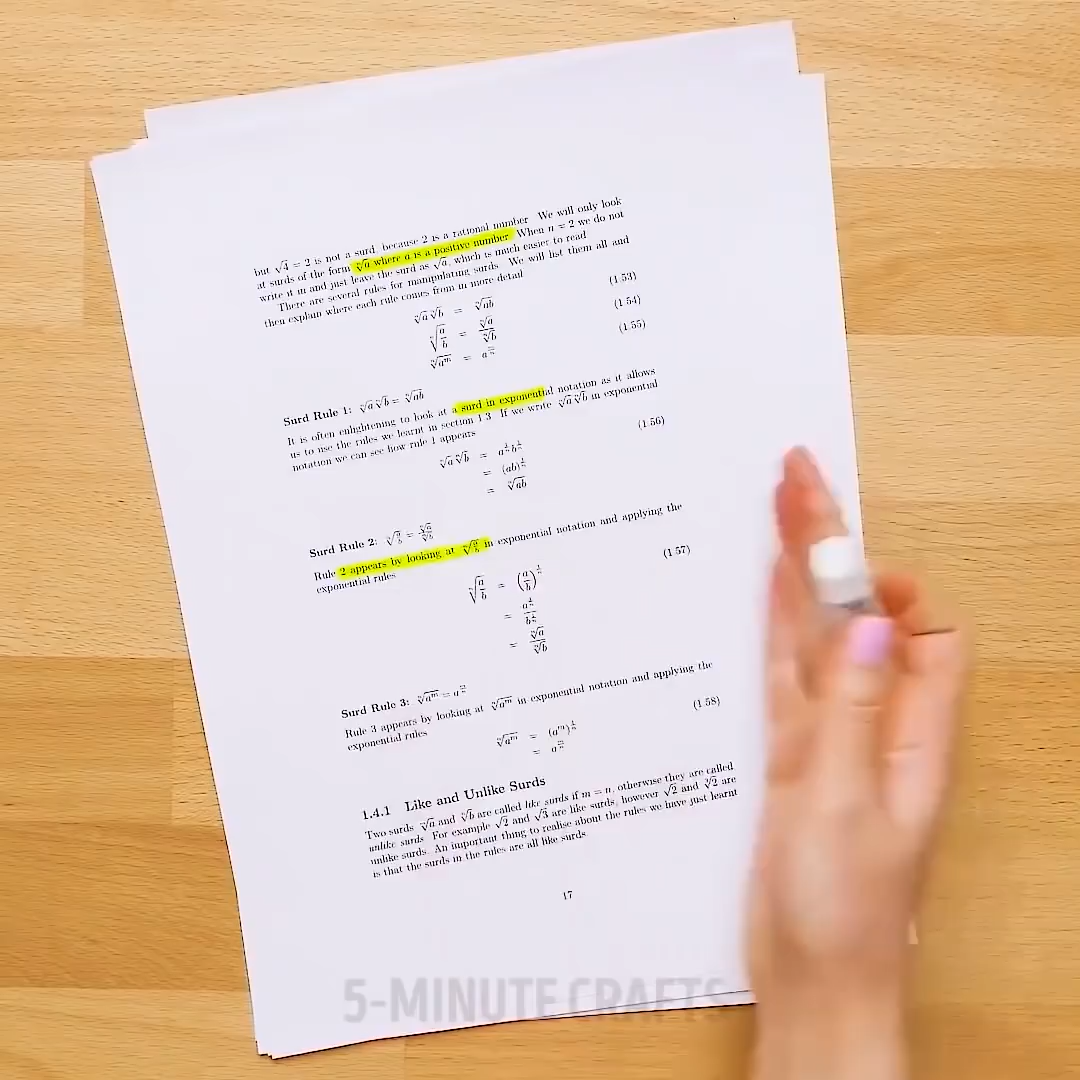 but √4 = 2 is not a surd because 2 is a rational number We will only look
at surds of the form ⁿ√a where a is a positive number When n = 2 we do not
write it in and just leave the surd as √a, which is much easier to read
There are several rules for manipulating surds We will list them all and
then explain where each rule comes from in more detail
ⁿ√a ⁿ√b = ⁿ√ab (1 53)
ⁿ√(a/b) = ⁿ√a / ⁿ√b (1 54)
ⁿ√aᵐ = a^(m/n) (1 55)
Surd Rule 1: ⁿ√a ⁿ√b = ⁿ√ab
It is often enlightening to look at a surd in exponential notation as it allows
us to use the rules we learnt in section 1 3 If we write ⁿ√a ⁿ√b in exponential
notation we can see how rule 1 appears
ⁿ√a ⁿ√b = a^(1/n) b^(1/n) (1 56)
= (ab)^(1/n)
= ⁿ√ab
Surd Rule 2: ⁿ√(a/b) = ⁿ√a / ⁿ√b
Rule 2 appears by looking at ⁿ√(a/b) in exponential notation and applying the
exponential rules
ⁿ√(a/b) = (a/b)^(1/n) (1 57)
= a^(1/n) / b^(1/n)
= ⁿ√a / ⁿ√b
Surd Rule 3: ⁿ√aᵐ = a^(m/n)
Rule 3 appears by looking at ⁿ√aᵐ in exponential notation and applying the
exponential rules
ⁿ√aᵐ = (aᵐ)^(1/n) (1 58)
= a^(m/n)
1.4.1 Like and Unlike Surds
Two surds ᵐ√a and ⁿ√b are called like surds if m = n, otherwise they are called
unlike surds For example √2 and √3 are like surds, however √2 and ³√2 are
unlike surds An important thing to realise about the rules we have just learnt
is that the surds in the rules are all like surds
17
5-MINUTE CRAFTS